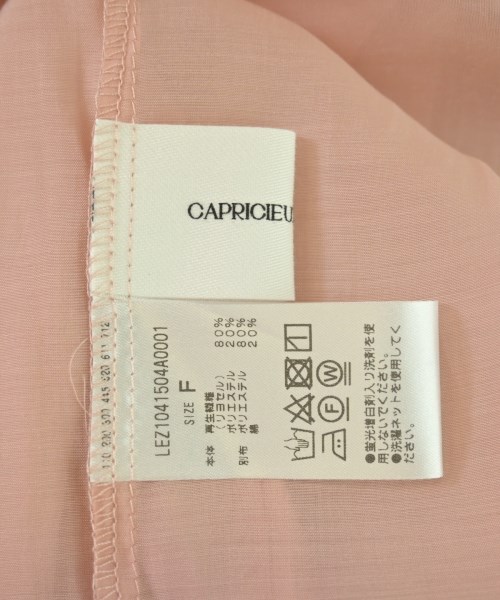 CAPRICIEU
LEZ1041504A0001
SIZE F
本体 再生繊維
(リヨセル) 80%
ポリエステル 20%
別布 ポリエステル 80%
綿 20%
●蛍光増白剤入り洗剤を使
用しないでください。
●洗濯ネットを使用してく
ださい。